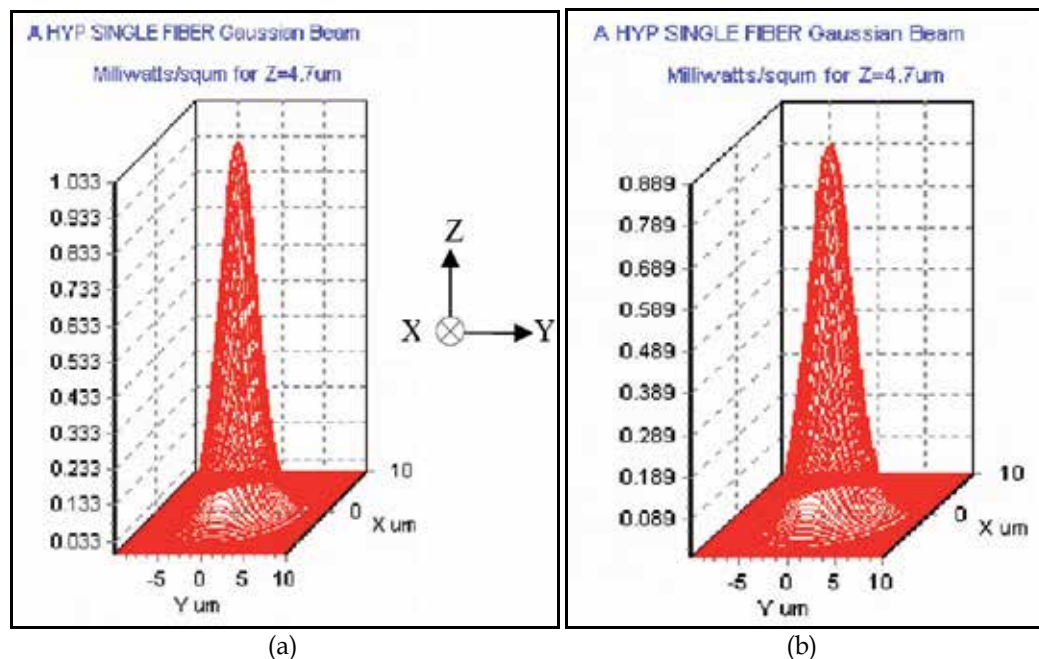 A HYP SINGLE FIBER Gaussian Beam
Milliwatts/squm for Z=4.7um
1.033
0.933
0.833
0.733
0.633
0.533
0.433
0.333
0.233
0.133
0.033
-5 0 5 10
Y um
10
0
X um
Z
X Y
(a)
A HYP SINGLE FIBER Gaussian Beam
Milliwatts/squm for Z=4.7um
0.889
0.789
0.689
0.589
0.489
0.389
0.289
0.189
0.089
-5 0 5 10
Y um
10
0
X um
(b)